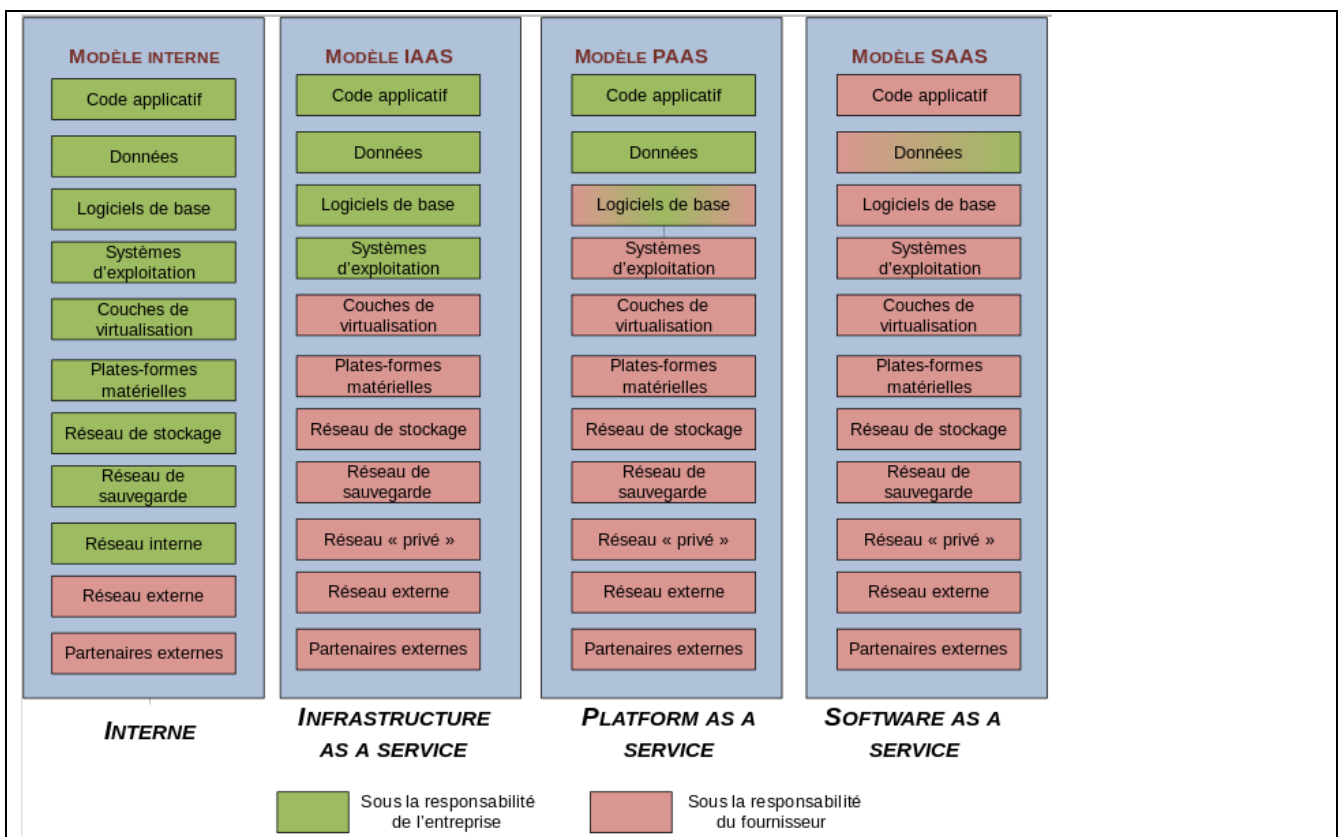 MODÈLE INTERNE
Code applicatif
Données
Logiciels de base
Systèmes
d'exploitation
Couches de
virtualisation
Plates-formes
matérielles
Réseau de stockage
Réseau de
sauvegarde
Réseau interne
Réseau externe
Partenaires externes
INTERNE
MODÈLE IAAS
Code applicatif
Données
Logiciels de base
Systèmes
d'exploitation
Couches de
virtualisation
Plates-formes
matérielles
Réseau de stockage
Réseau de
sauvegarde
Réseau « privé »
Réseau externe
Partenaires externes
INFRASTRUCTURE
AS A SERVICE
MODÈLE PAAS
Code applicatif
Données
Logiciels de base
Systèmes
d'exploitation
Couches de
virtualisation
Plates-formes
matérielles
Réseau de stockage
Réseau de
sauvegarde
Réseau « privé »
Réseau externe
Partenaires externes
PLATFORM AS A
SERVICE
MODÈLE SAAS
Code applicatif
Données
Logiciels de base
Systèmes
d'exploitation
Couches de
virtualisation
Plates-formes
matérielles
Réseau de stockage
Réseau de
sauvegarde
Réseau « privé »
Réseau externe
Partenaires externes
SOFTWARE AS A
SERVICE
Sous la responsabilité
de l'entreprise
Sous la responsabilité
du fournisseur